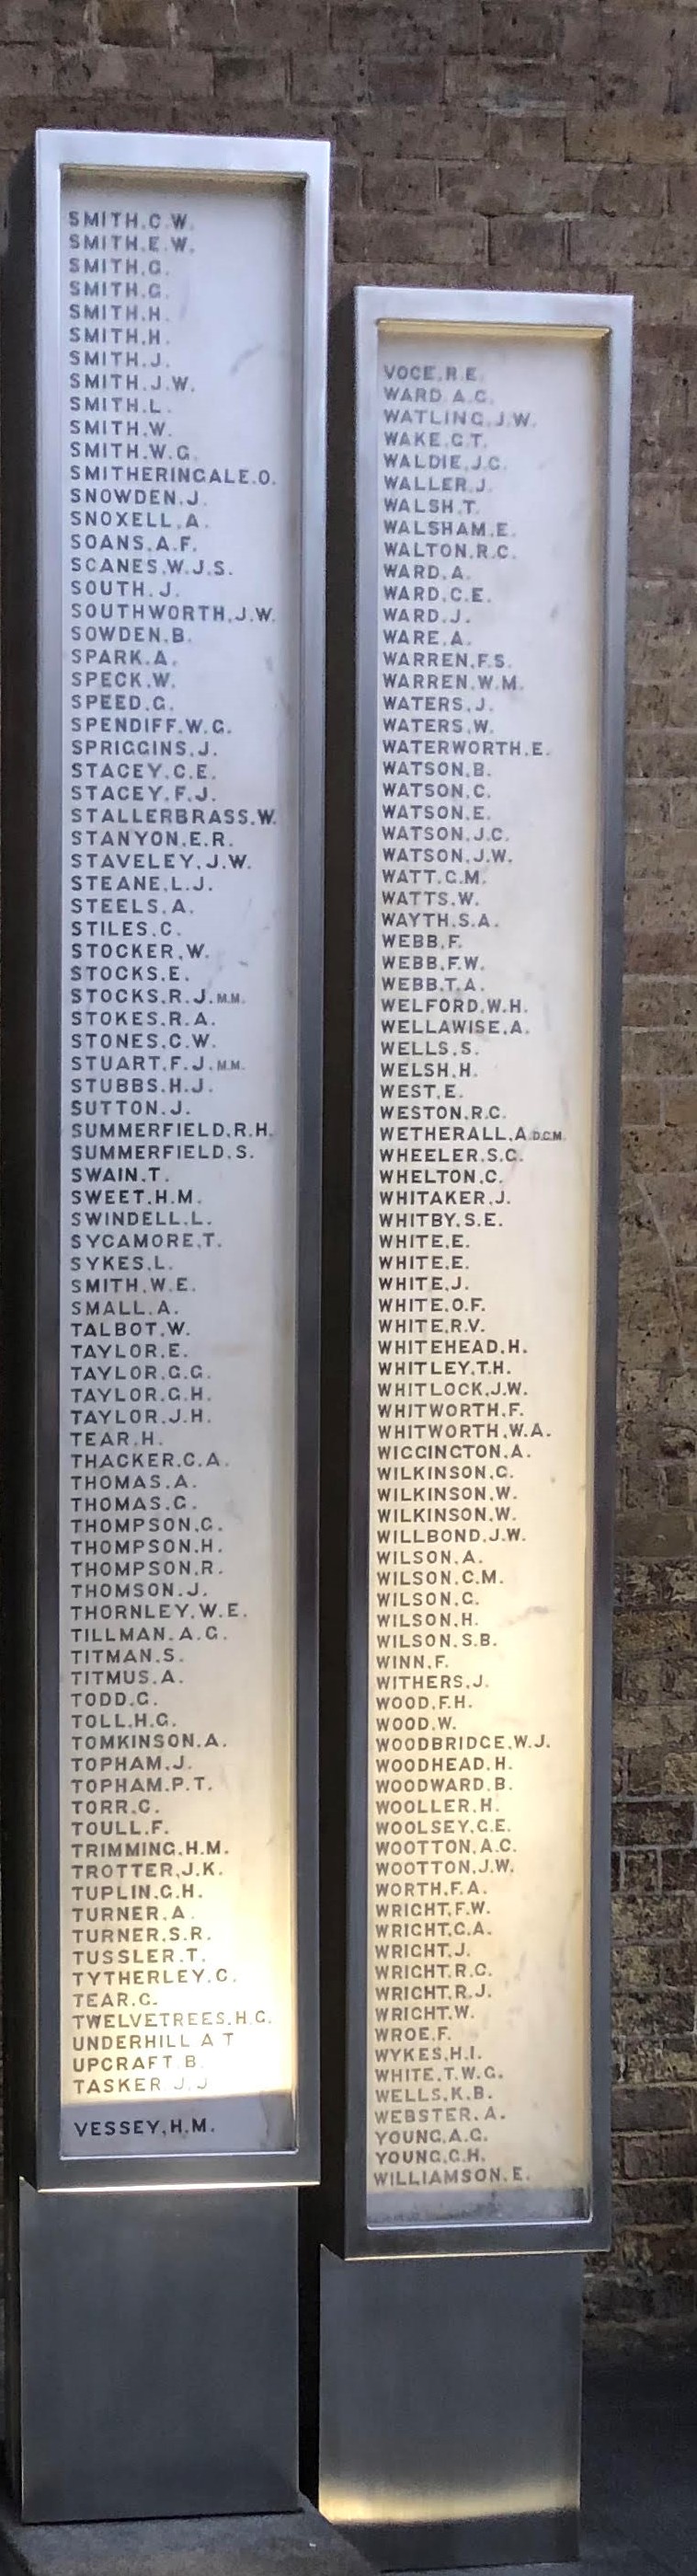 SMITH.C.W.
SMITH.E.W.
SMITH.G.
SMITH.G.
SMITH.H.
SMITH.H.
SMITH.J.
SMITH.J.W.
SMITH.L.
SMITH.W.
SMITH.W.G.
SMITHERINGALE.O.
SNOWDEN.J.
SNOXELL.A.
SOANS.A.F.
SCANES.W.J.S.
SOUTH.J.
SOUTHWORTH.J.W.
SOWDEN.B.
SPARK.A.
SPECK.W.
SPEED.G.
SPENDIFF.W.G.
SPRIGGINS.J.
STACEY.C.E.
STACEY.F.J.
STALLERBRASS.W.
STANYON.E.R.
STAVELEY.J.W.
STEANE.L.J.
STEELS.A.
STILES.C.
STOCKER.W.
STOCKS.E.
STOCKS.R.J.M.M.
STOKES.R.A.
STONES.C.W.
STUART.F.J.M.M.
STUBBS.H.J.
SUTTON.J.
SUMMERFIELD.R.H.
SUMMERFIELD.S.
SWAIN.T.
SWEET.H.M.
SWINDELL.L.
SYCAMORE.T.
SYKES.L.
SMITH.W.E.
SMALL.A.
TALBOT.W.
TAYLOR.E.
TAYLOR.G.G.
TAYLOR.G.H.
TAYLOR.J.H.
TEAR.H.
THACKER.C.A.
THOMAS.A.
THOMAS.G.
THOMPSON.G.
THOMPSON.H.
THOMPSON.R.
THOMSON.J.
THORNLEY.W.E.
TILLMAN.A.G.
TITMAN.S.
TITMUS.A.
TODD.G.
TOLL.H.G.
TOMKINSON.A.
TOPHAM.J.
TOPHAM.P.T.
TORR.C.
TOULL.F.
TRIMMING.H.M.
TROTTER.J.K.
TUPLIN.G.H.
TURNER.A.
TURNER.S.R.
TUSSLER.T.
TYTHERLEY.C.
TEAR.G.
TWELVETREES.H.G.
UNDERHILL A T
UPCRAFT.B.
TASKER J.J
VESSEY.H.M.
VOCE.R.E.
WARD.A.G.
WATLING.J.W.
WAKE.G.T.
WALDIE.J.C.
WALLER.J.
WALSH.T.
WALSHAM.E.
WALTON.R.C.
WARD.A.
WARD.C.E.
WARD.J.
WARE.A.
WARREN.F.S.
WARREN.W.M.
WATERS.J.
WATERS.W.
WATERWORTH.E.
WATSON.B.
WATSON.C.
WATSON.E.
WATSON.J.C.
WATSON.J.W.
WATT.G.M.
WATTS.W.
WAYTH.S.A.
WEBB.F.
WEBB.F.W.
WEBB.T.A.
WELFORD.W.H.
WELLAWISE.A.
WELLS.S.
WELSH.H.
WEST.E.
WESTON.R.C.
WETHERALL.A.D.C.M.
WHEELER.S.C.
WHELTON.C.
WHITAKER.J.
WHITBY.S.E.
WHITE.E.
WHITE.E.
WHITE.J.
WHITE.O.F.
WHITE.R.V.
WHITEHEAD.H.
WHITLEY.T.H.
WHITLOCK.J.W.
WHITWORTH.F.
WHITWORTH.W.A.
WIGGINGTON.A.
WILKINSON.G.
WILKINSON.W.
WILKINSON.W.
WILLBOND.J.W.
WILSON.A.
WILSON.C.M.
WILSON.G.
WILSON.H.
WILSON.S.B.
WINN.F.
WITHERS.J.
WOOD.F.H.
WOOD.W.
WOODBRIDGE.W.J.
WOODHEAD.H.
WOODWARD.B.
WOOLLER.H.
WOOLSEY.G.E.
WOOTTON.A.C.
WOOTTON.J.W.
WORTH.F.A.
WRIGHT.F.W.
WRIGHT.G.A.
WRIGHT.J.
WRIGHT.R.C.
WRIGHT.R.J.
WRIGHT.W.
WROE.F.
WYKES.H.I.
WHITE.T.W.G.
WELLS.K.B.
WEBSTER.A.
YOUNG.A.G.
YOUNG.G.H.
WILLIAMSON.E.